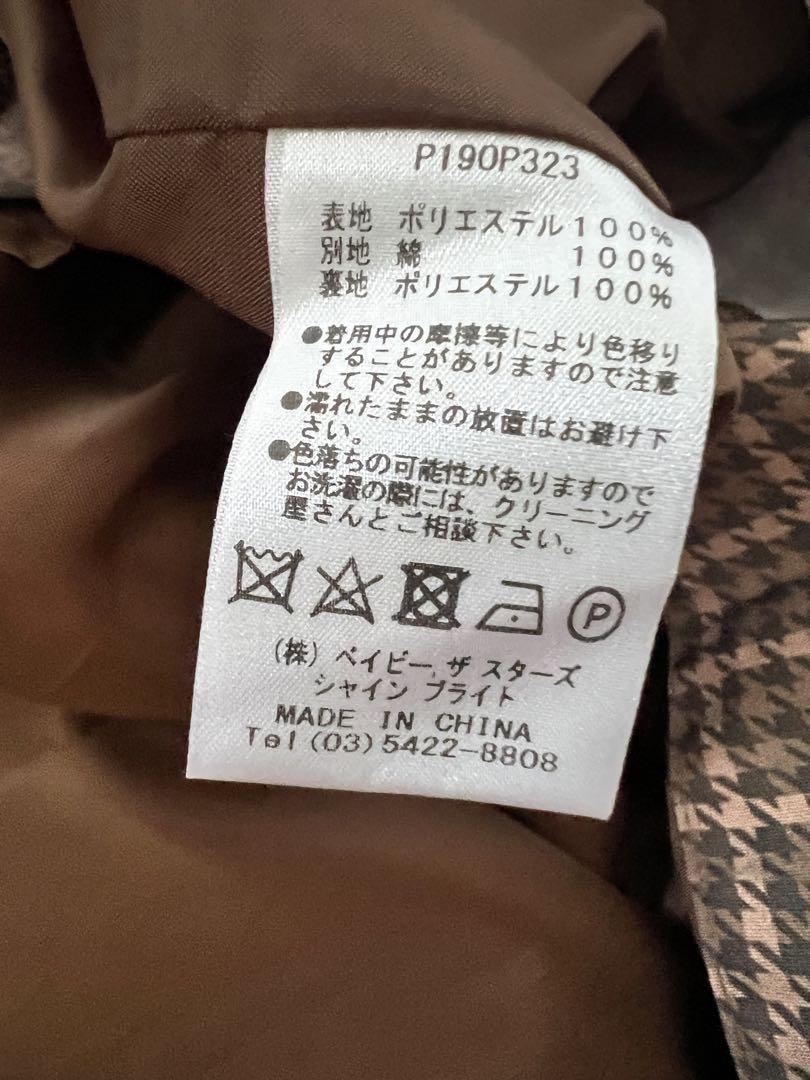 P190P323
表地 ポリエステル１００％
別地 綿 １００％
裏地 ポリエステル１００％
●着用中の摩擦等により色移り
することがありますので注意
して下さい。
●濡れたままの放置はお避け下
さい。
●色落ちの可能性がありますので
お洗濯の際には、クリーニング
屋さんとご相談下さい。
P
(株) ベイビー, ザ スターズ
シャイン ブライト
MADE IN CHINA
Tel (03) 5422-8808